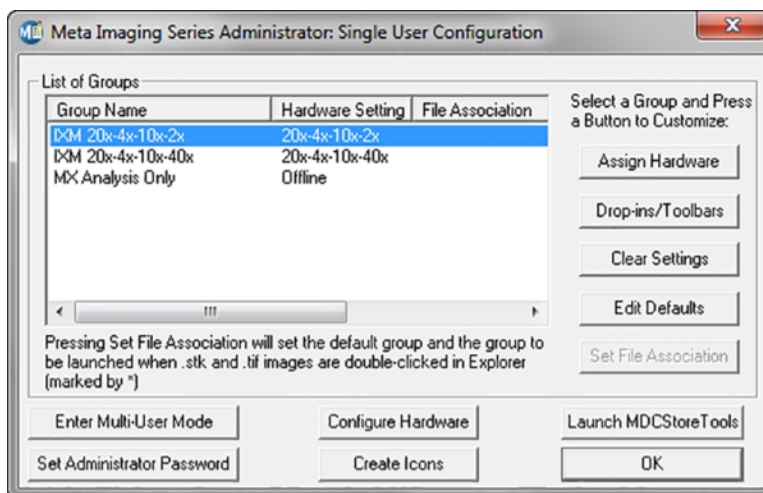 Meta Imaging Series Administrator: Single User Configuration
List of Groups
Group Name Hardware Setting File Association
IXM 20x-4x-10x-2x 20x-4x-10x-2x
IXM 20x-4x-10x-40x 20x-4x-10x-40x
MX Analysis Only Offline
Pressing Set File Association will set the default group and the group to
be launched when .stk and .tif images are double-clicked in Explorer
(marked by *)
Select a Group and Press
a Button to Customize:
Assign Hardware
Drop-ins/Toolbars
Clear Settings
Edit Defaults
Set File Association
Enter Multi-User Mode Configure Hardware Launch MDCStoreTools
Set Administrator Password Create Icons OK